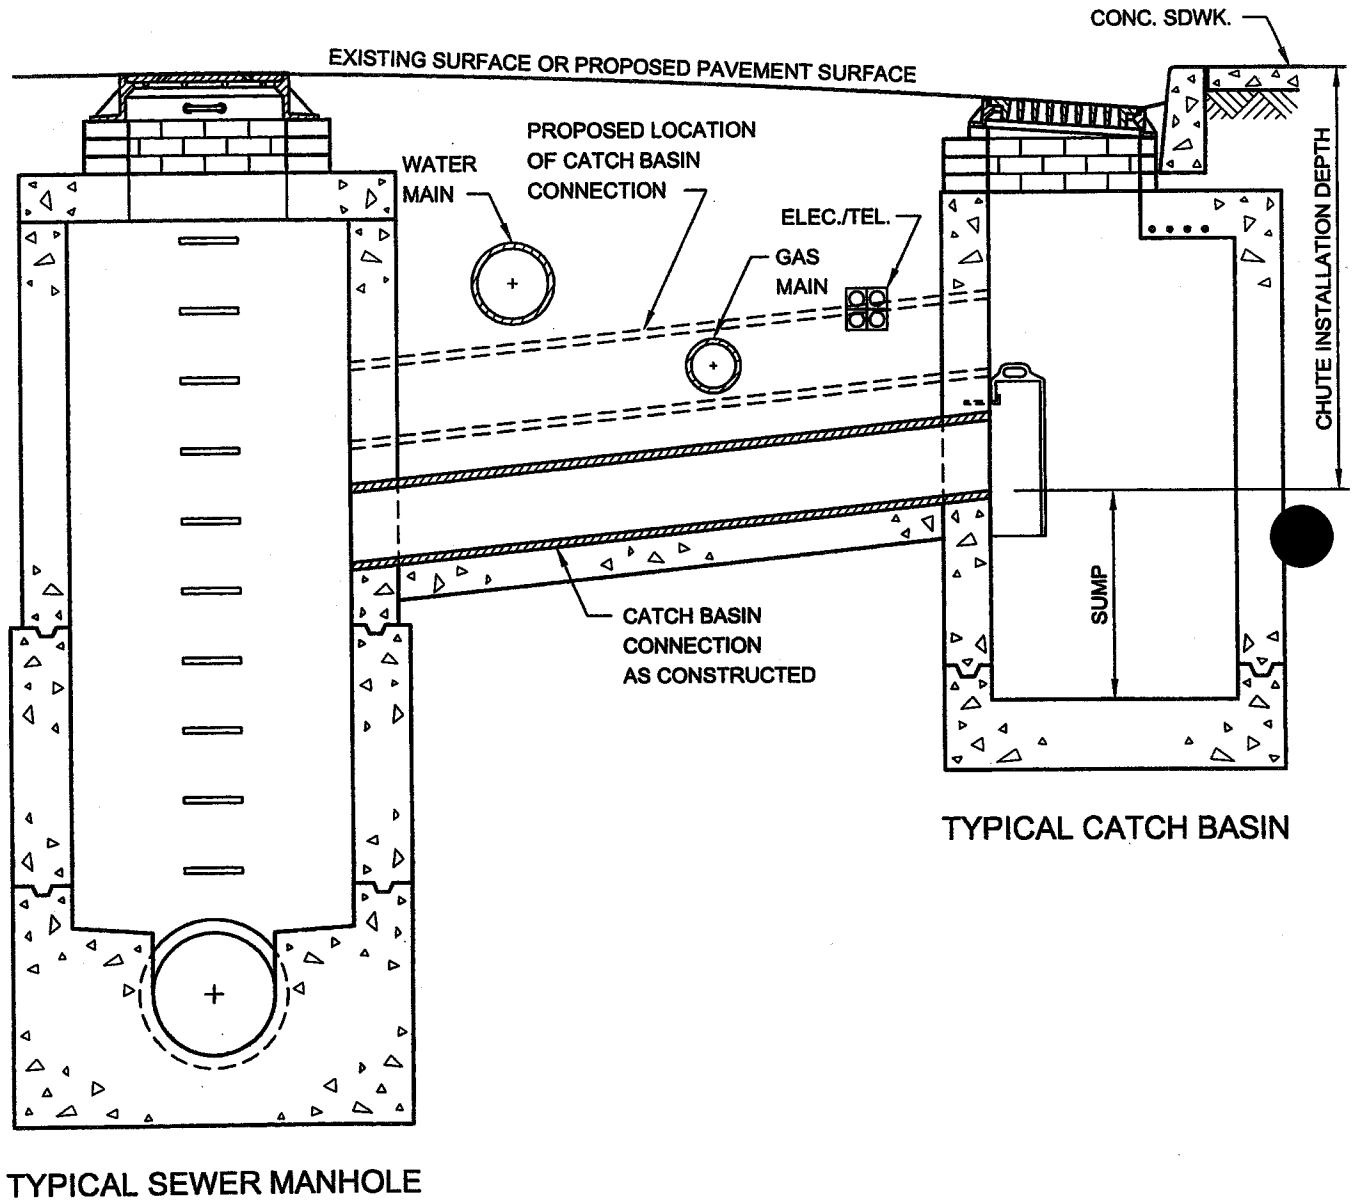 CONC. SDWK.
EXISTING SURFACE OR PROPOSED PAVEMENT SURFACE
PROPOSED LOCATION
OF CATCH BASIN
CONNECTION
WATER
MAIN
ELEC./TEL.
GAS
MAIN
CHUTE INSTALLATION DEPTH
SUMP
CATCH BASIN
CONNECTION
AS CONSTRUCTED
TYPICAL CATCH BASIN
TYPICAL SEWER MANHOLE